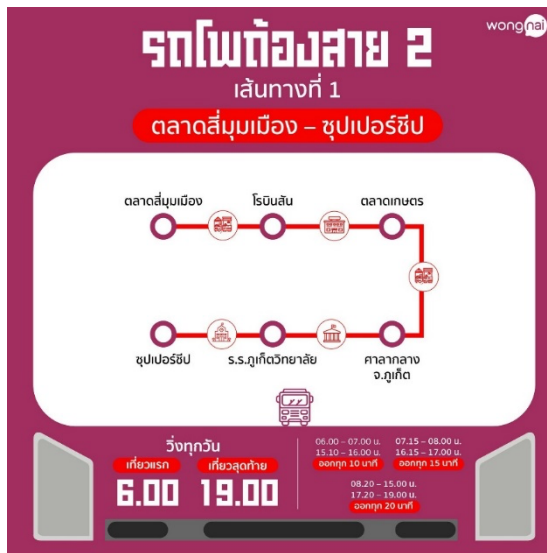 wongnai
รถโพถ้องสาย 2
เส้นทางที่ 1
ตลาดสี่มุมเมือง – ซุปเปอร์ชีป
ตลาดสี่มุมเมือง โรบินสัน ตลาดเกษตร
ซุปเปอร์ชีป ร.ร.ภูเก็ตวิทยาลัย ศาลากลาง
จ.ภูเก็ต
วิ่งทุกวัน
เที่ยวแรก เที่ยวสุดท้าย
6.00 19.00
06.00 – 07.00 น. 07.15 – 08.00 น.
15.10 – 16.00 น. 16.15 – 17.00 น.
ออกทุก 10 นาที ออกทุก 15 นาที
08.20 – 15.00 น.
17.20 – 19.00 น.
ออกทุก 20 นาที